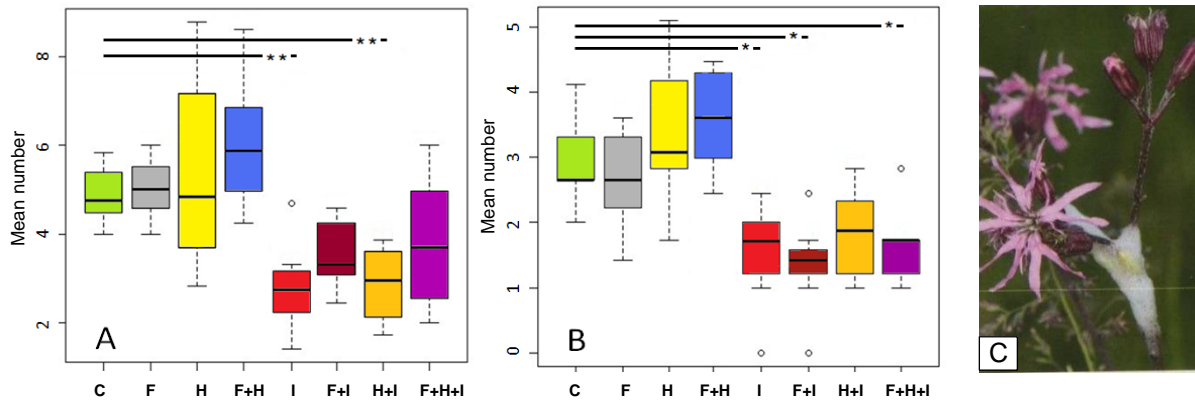 Mean number
8
6
4
2
**
**
A
C F H F+H I F+I H+I F+H+I
Mean number
5
4
3
2
1
0
*
*
*
B
C F H F+H I F+I H+I F+H+I
C